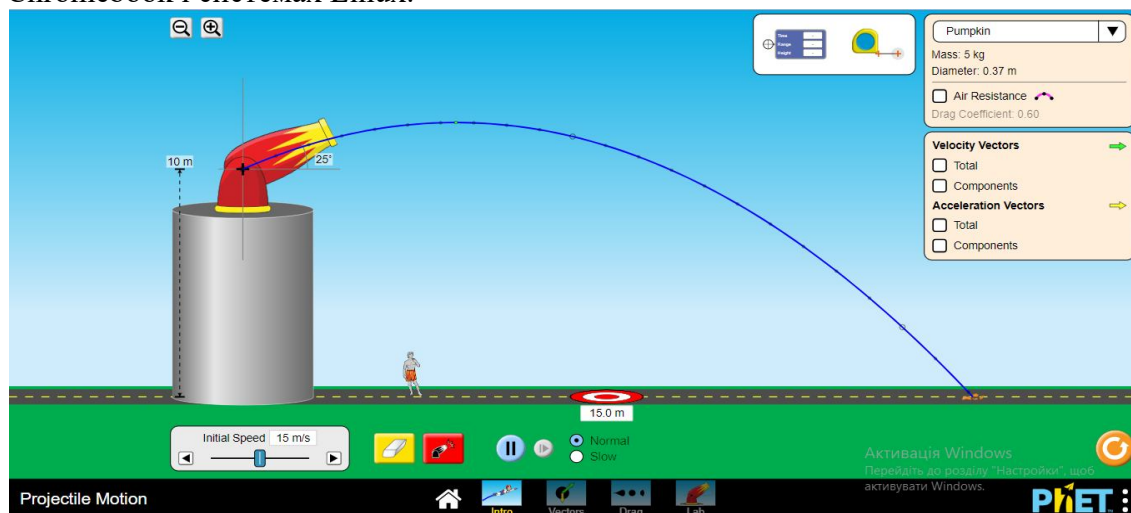 Time
Range
Height
Pumpkin
Mass: 5 kg
Diameter: 0.37 m
Air Resistance
Drag Coefficient: 0.60
Velocity Vectors
Total
Components
Acceleration Vectors
Total
Components
10 m
25°
15.0 m
Initial Speed 15 m/s
Normal
Slow
Активація Windows
Перейдіть до розділу "Настройки", щоб
активувати Windows.
Projectile Motion
Intro
Vectors
Drag
Lab
PhET